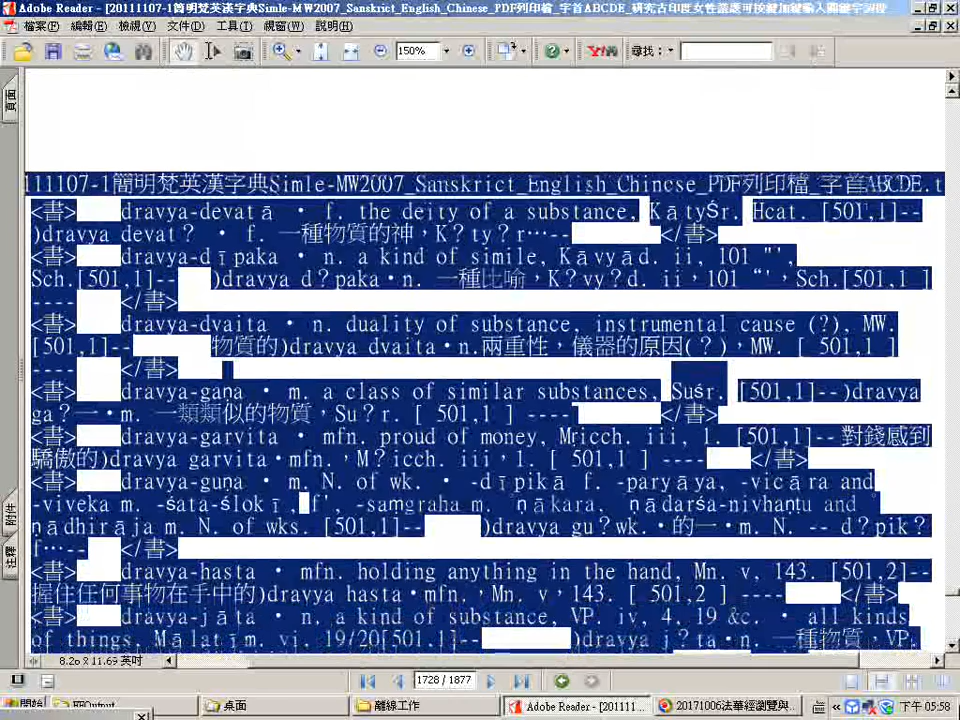 Adobe Reader - [20111107-1簡明梵英漢字典Simle-MW2007_Sanskrict_English_Chinese_PDF列印檔_字首ABCDE_研究古印度女性
檔案(F) 編輯(E) 檢視(V) 文件(D) 工具(T) 視窗(W) 說明(H)
150% 尋找:
頁面
附件
註釋
111107-1簡明梵英漢字典Simle-MW2007_Sanskrict_English_Chinese_PDF列印檔_字首ABCDE.t
<書> dravya-devatā • f. the deity of a substance, KātyŚr. Hcat. [501,1]--
)dravya devat? • f. 一種物質的神，K?ty?r…-- </書>
<書> dravya-dīpaka • n. a kind of simile, Kāvyād. ii, 101 "',
Sch.[501,1]-- )dravya d?paka•n. 一種比喻，K?vy?d. ii，101 “‘，Sch.[501,1 ]
---- </書>
<書> dravya-dvaita • n. duality of substance, instrumental cause (?), MW.
[501,1]-- 物質的)dravya dvaita•n.兩重性，儀器的原因(?)，MW. [ 501,1 ]
---- </書>
<書> dravya-gaṇa • m. a class of similar substances, Suśr. [501,1]--)dravya
ga?一•m. 一類類似的物質，Su?r. [ 501,1 ] ---- </書>
<書> dravya-garvita • mfn. proud of money, Mricch. iii, 1. [501,1]-- 對錢感到
驕傲的)dravya garvita•mfn.，M?icch. iii，1. [ 501,1 ] ---- </書>
<書> dravya-guṇa • m. N. of wk. • -dīpikā f. -paryāya, -vicāra and
-viveka m. -śata-ślokī, f', -saṃgraha m. °ṇākara, °ṇādarśa-nivhaṇṭu and
ṇādhirāja m. N. of wks. [501,1]-- )dravya gu?wk.•的一•m. N. -- d?pik?
f…-- </書>
<書> dravya-hasta • mfn. holding anything in the hand, Mn. v, 143. [501,2]--
握住任何事物在手中的)dravya hasta•mfn.，Mn. v，143. [ 501,2 ] ---- </書>
<書> dravya-jāta • n. a kind of substance, VP. iv, 4, 19 &c. • all kinds
of things, Mālatīm. vi, 19/20[501,1]-- )dravya j?ta•n. 一種物質，VP.
8.26 x 11.69 英吋
1728 / 1877
開始 桌面 離線工作 Adobe Reader - [201111... 20171006法華經瀏覽與... 下午 05:58